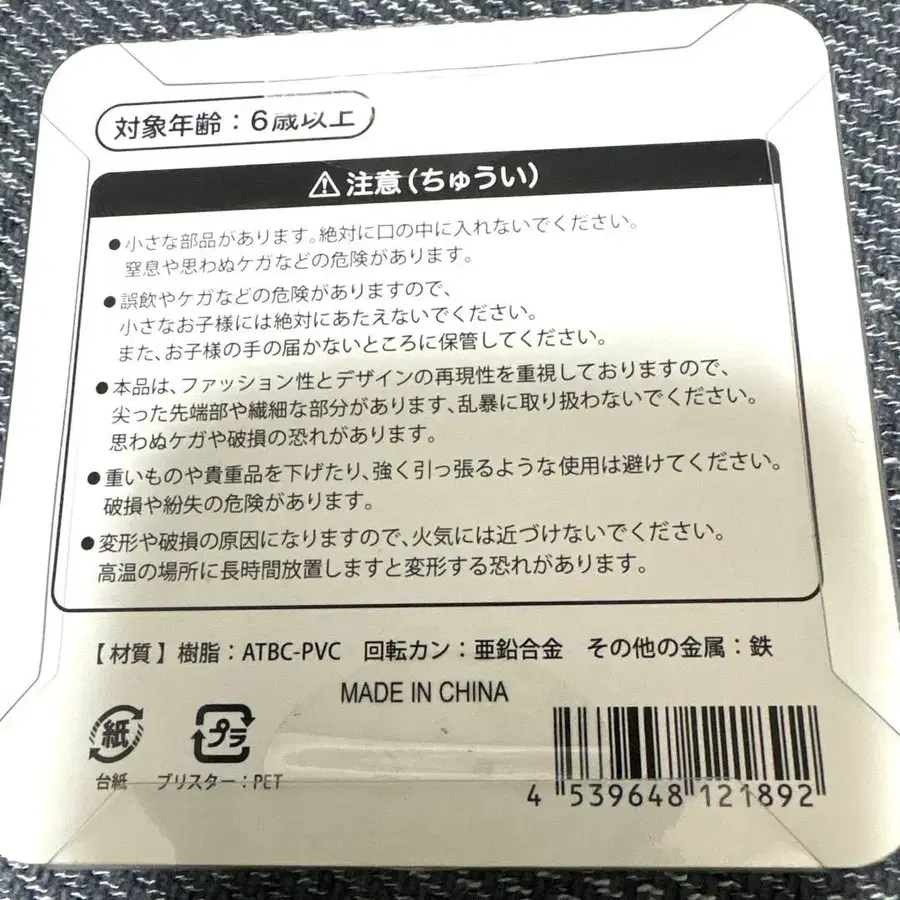 対象年齢：6歳以上
⚠注意（ちゅうい）
●小さな部品があります。絶対に口の中に入れないでください。
窒息や思わぬケガなどの危険があります。
●誤飲やケガなどの危険がありますので、
小さなお子様には絶対にあたえないでください。
また、お子様の手の届かないところに保管してください。
●本品は、ファッション性とデザインの再現性を重視しておりますので、
尖った先端部や繊細な部分があります、乱暴に取り扱わないでください。
思わぬケガや破損の恐れがあります。
●重いものや貴重品を下げたり、強く引っ張るような使用は避けてください。
破損や紛失の危険があります。
●変形や破損の原因になりますので、火気には近づけないでください。
高温の場所に長時間放置しますと変形する恐れがあります。
【材質】樹脂：ATBC-PVC 回転カン：亜鉛合金 その他の金属：鉄
MADE IN CHINA
紙 プラ
台紙 ブリスター：PET
4 539648 121892